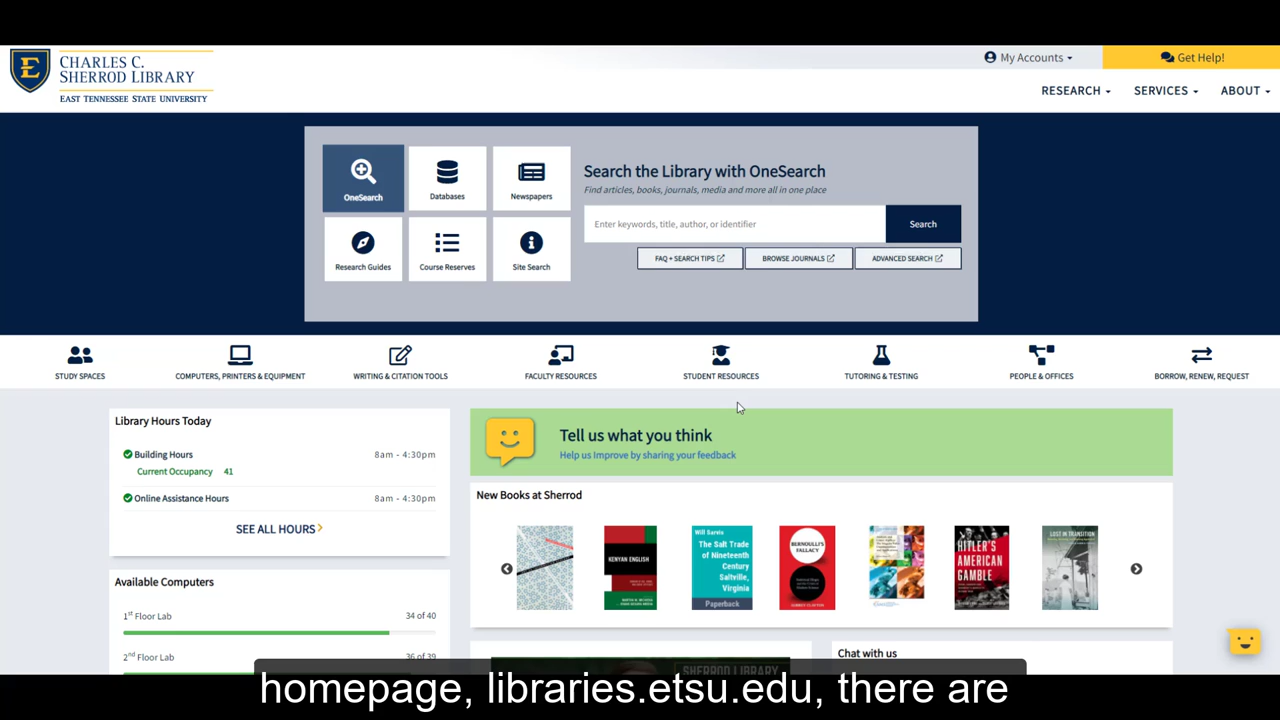 CHARLES C.
SHERROD LIBRARY
EAST TENNESSEE STATE UNIVERSITY
My Accounts
Get Help!
RESEARCH
SERVICES
ABOUT
OneSearch
Databases
Newspapers
Research Guides
Course Reserves
Site Search
Search the Library with OneSearch
Find articles, books, journals, media and more all in one place
Enter keywords, title, author, or identifier
Search
FAQ + SEARCH TIPS
BROWSE JOURNALS
ADVANCED SEARCH
STUDY SPACES
COMPUTERS, PRINTERS & EQUIPMENT
WRITING & CITATION TOOLS
FACULTY RESOURCES
STUDENT RESOURCES
TUTORING & TESTING
PEOPLE & OFFICES
BORROW, RENEW, REQUEST
Library Hours Today
Building Hours 8am - 4:30pm
Current Occupancy 41
Online Assistance Hours 8am - 4:30pm
SEE ALL HOURS
Available Computers
1st Floor Lab 34 of 40
2nd Floor Lab 36 of 39
Tell us what you think
Help us Improve by sharing your feedback
New Books at Sherrod
KENYAN ENGLISH
Will Sarvis
The Salt Trade
of Nineteenth
Century
Saltville,
Virginia
Paperback
BERNOULLI'S
FALLACY
HITLER'S
AMERICAN
GAMBLE
LOST IN TRANSITION
SHERROD LIBRARY
Chat with us
homepage, libraries.etsu.edu, there are